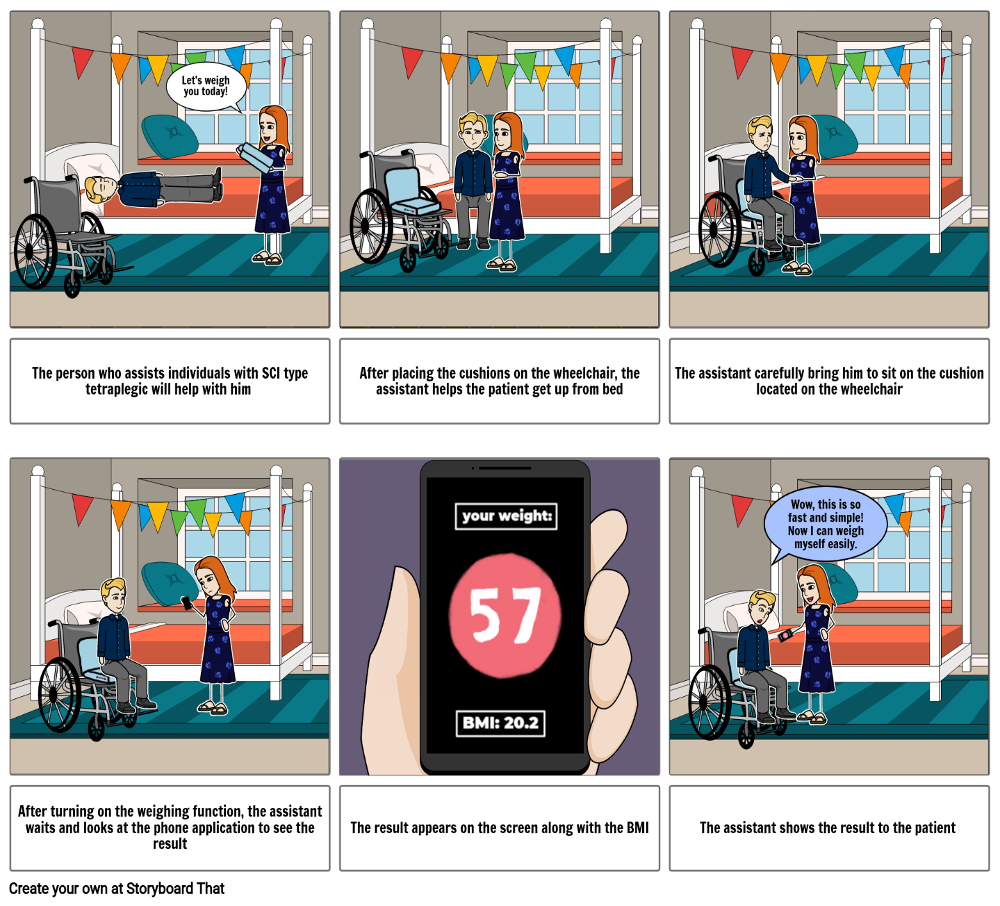 Let's weigh
you today!
The person who assists individuals with SCI type
tetraplegic will help with him
After placing the cushions on the wheelchair, the
assistant helps the patient get up from bed
The assistant carefully bring him to sit on the cushion
located on the wheelchair
After turning on the weighing function, the assistant
waits and looks at the phone application to see the
result
your weight:
57
BMI: 20.2
The result appears on the screen along with the BMI
Wow, this is so
fast and simple!
Now I can weigh
myself easily.
The assistant shows the result to the patient
Create your own at Storyboard That